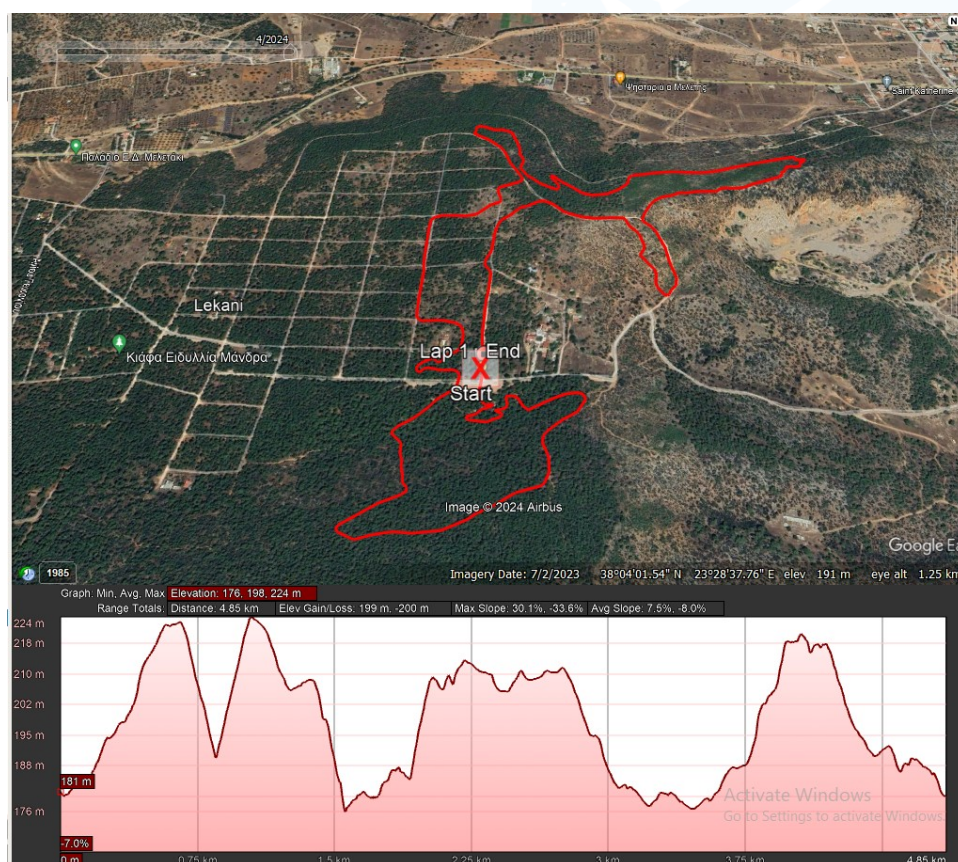 N
4/2024
Ψησταριά α Μελέτης
Saint Katherine
Παλάδιο Ε.Δ. Μελετάκι
Lekani
Κιάφα Ειδυλλία Μάνδρα
Lap 1
End
X
Start
Image © 2024 Airbus
Google Ea
1985
Imagery Date: 7/2/2023 38°04'01.54" N 23°28'37.76" E elev 191 m eye alt 1.25 km
Graph: Min, Avg, Max Elevation: 176, 198, 224 m
Range Totals: Distance: 4.85 km Elev Gain/Loss: 199 m, -200 m Max Slope: 30.1%, -33.6% Avg Slope: 7.5%, -8.0%
224 m
218 m
210 m
202 m
195 m
188 m
181 m
176 m
Activate Windows
Go to Settings to activate Windows.
-7.0%
0 m 0.75 km 1.5 km 2.25 km 3 km 3.75 km 4.85 km